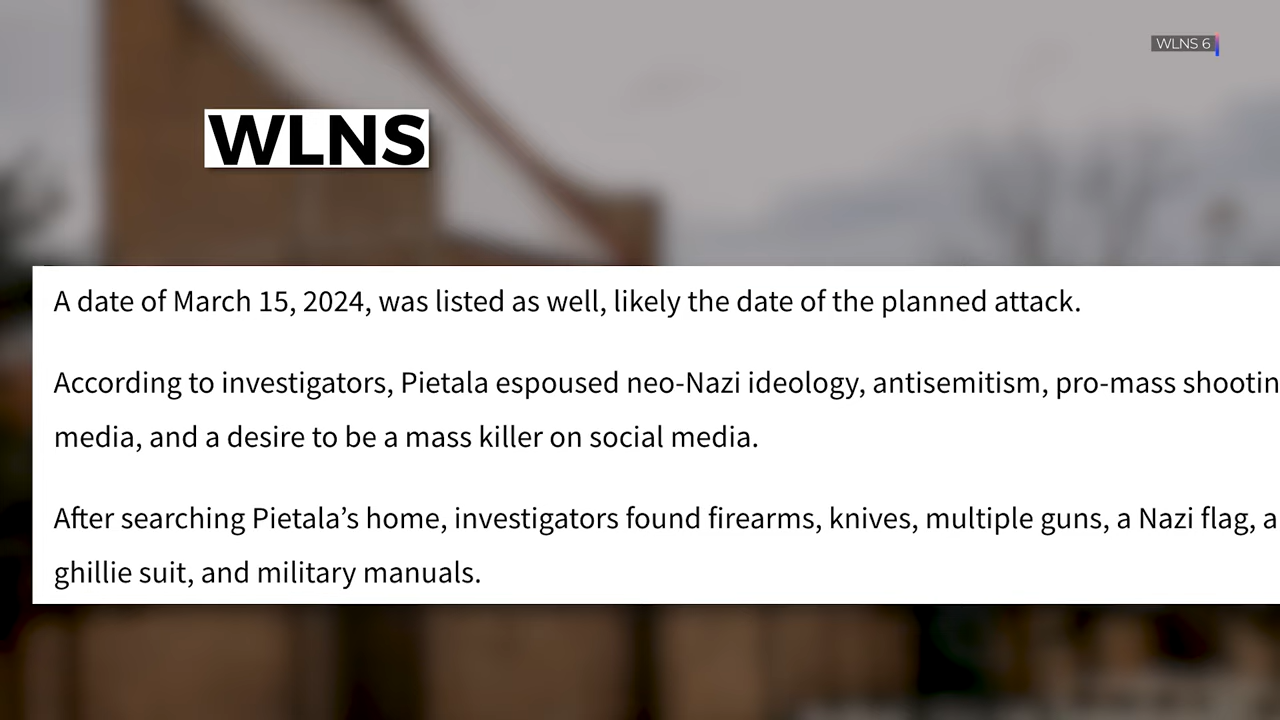 WLNS 6
WLNS
A date of March 15, 2024, was listed as well, likely the date of the planned attack.
According to investigators, Pietala espoused neo-Nazi ideology, antisemitism, pro-mass shootin
media, and a desire to be a mass killer on social media.
After searching Pietala’s home, investigators found firearms, knives, multiple guns, a Nazi flag, a
ghillie suit, and military manuals.